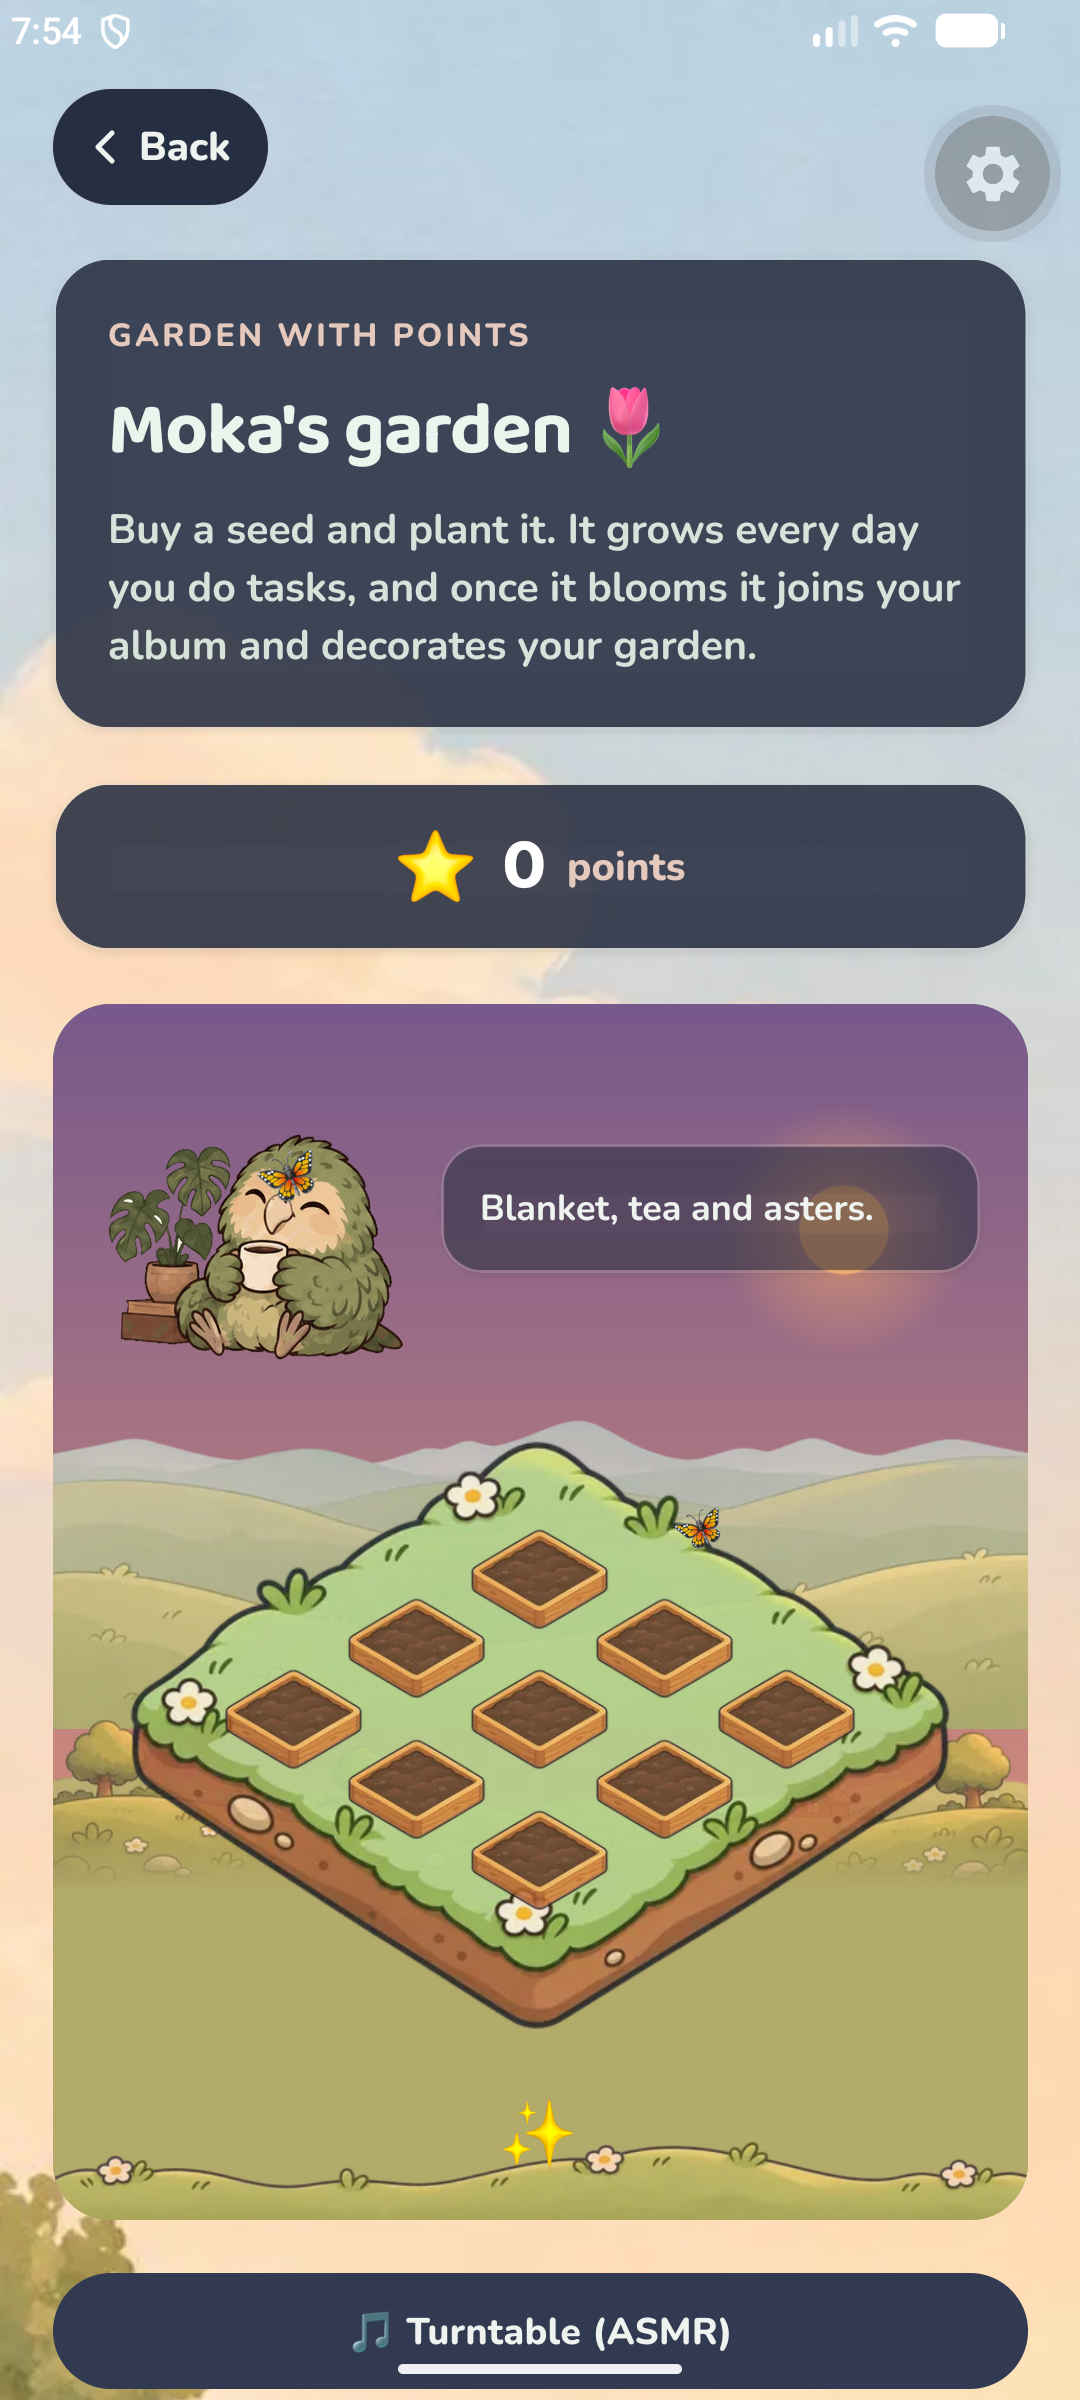 7:54
Back
GARDEN WITH POINTS
Moka's garden
Buy a seed and plant it. It grows every day
you do tasks, and once it blooms it joins your
album and decorates your garden.
0 points
Blanket, tea and asters.
Turntable (ASMR)